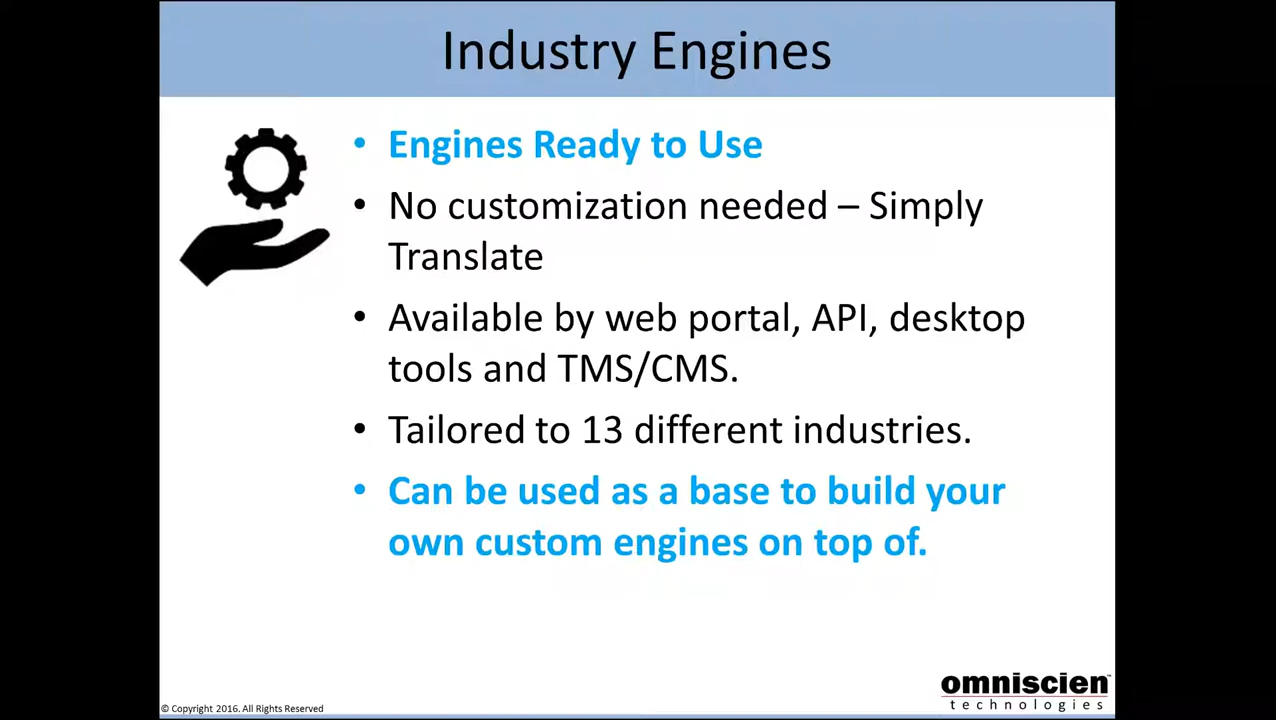 Industry Engines
• Engines Ready to Use
• No customization needed – Simply
Translate
• Available by web portal, API, desktop
tools and TMS/CMS.
• Tailored to 13 different industries.
• Can be used as a base to build your
own custom engines on top of.
omniscien™
technologies
© Copyright 2016. All Rights Reserved